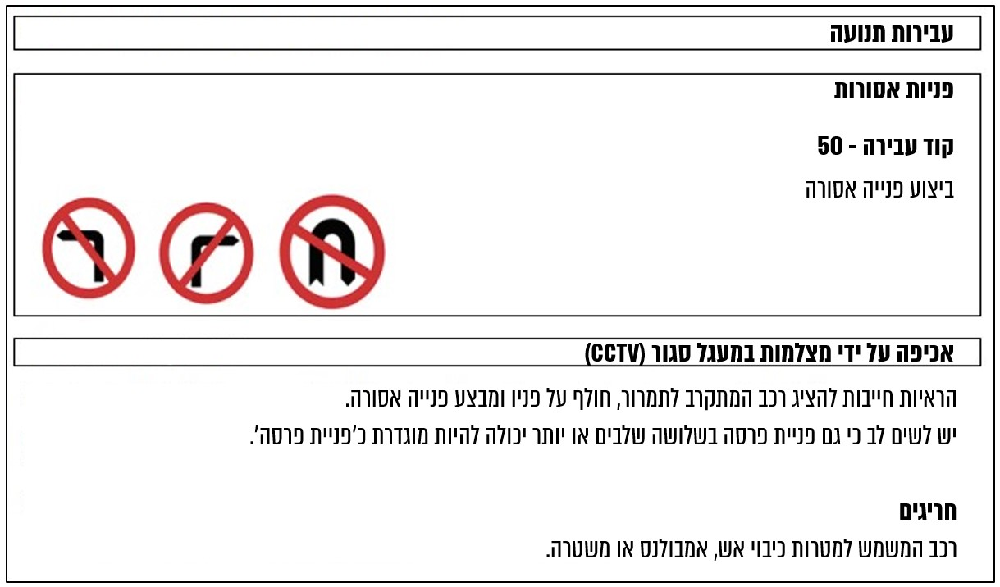 עבירות תנועה
פניות אסורות
קוד עבירה - 50
ביצוע פנייה אסורה
אכיפה על ידי מצלמות במעגל סגור (CCTV)
הראיות חייבות להציג רכב המתקרב לתמרור, חולף על פניו ומבצע פנייה אסורה.
יש לשים לב כי גם פניית פרסה בשלושה שלבים או יותר יכולה להיות מוגדרת כ'פניית פרסה'.
חריגים
רכב המשמש למטרות כיבוי אש, אמבולנס או משטרה.